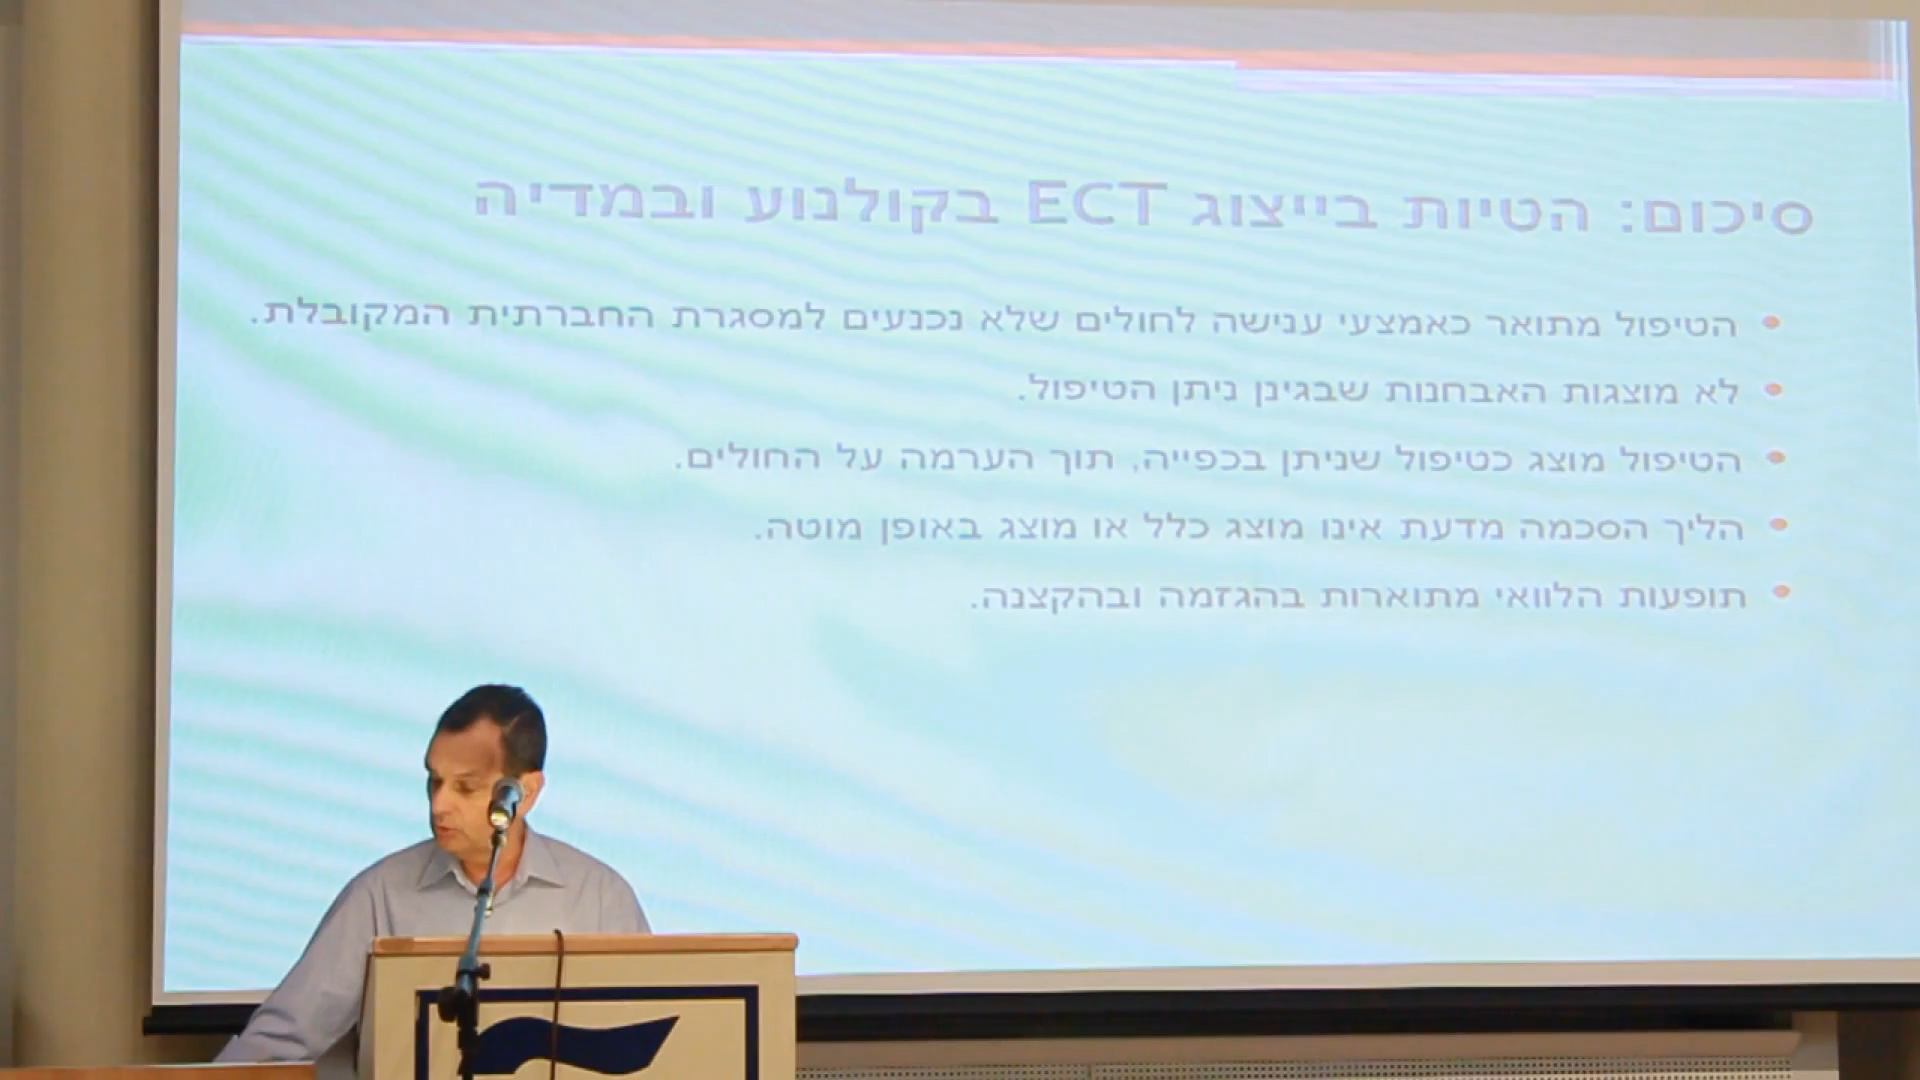 סיכום: הטיות בייצוג ECT בקולנוע ובמדיה
• הטיפול מתואר כאמצעי ענישה לחולים שלא נכנעים למסגרת החברתית המקובלת.
• לא מוצגות האבחנות שבגינן ניתן הטיפול.
• הטיפול מוצג כטיפול שניתן בכפייה, תוך הערמה על החולים.
• הליך הסכמה מדעת אינו מוצג כלל או מוצג באופן מוטה.
• תופעות הלוואי מתוארות בהגזמה ובהקצנה.